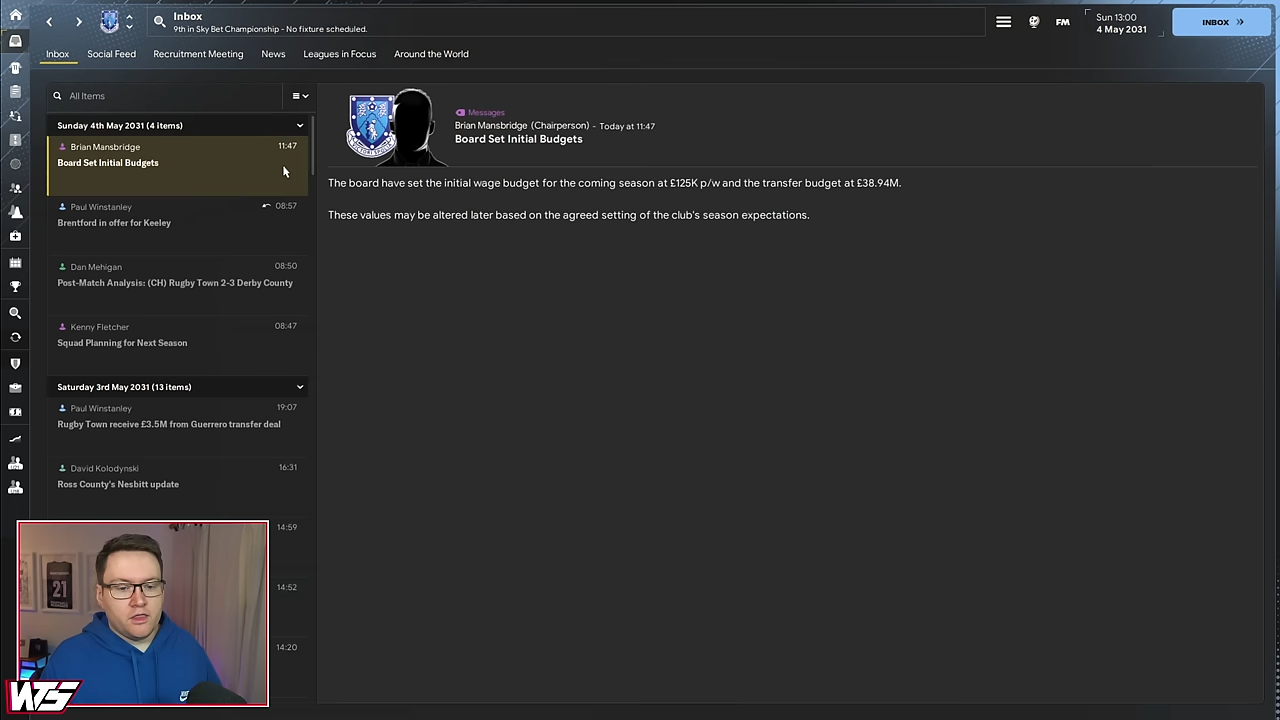 Inbox
9th in Sky Bet Championship - No fixture scheduled.
FM
Sun 13:00
4 May 2031
INBOX
Inbox
Social Feed
Recruitment Meeting
News
Leagues in Focus
Around the World
All Items
Sunday 4th May 2031 (4 items)
Brian Mansbridge
11:47
Board Set Initial Budgets
Paul Winstanley
08:57
Brentford in offer for Keeley
Dan Mehigan
08:50
Post-Match Analysis: (CH) Rugby Town 2-3 Derby County
Kenny Fletcher
08:47
Squad Planning for Next Season
Saturday 3rd May 2031 (13 items)
Paul Winstanley
19:07
Rugby Town receive £3.5M from Guerrero transfer deal
David Kolodynski
16:31
Ross County's Nesbitt update
14:59
14:52
14:20
Messages
Brian Mansbridge (Chairperson) - Today at 11:47
Board Set Initial Budgets
The board have set the initial wage budget for the coming season at £125K p/w and the transfer budget at £38.94M.
These values may be altered later based on the agreed setting of the club's season expectations.
21
WTS